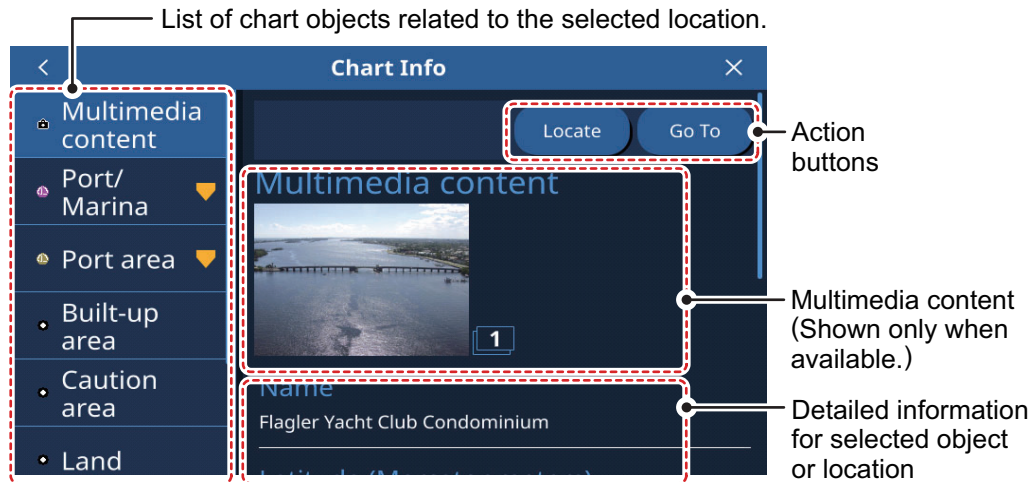 List of chart objects related to the selected location.
Chart Info
Multimedia
content
Port/
Marina
Port area
Built-up
area
Caution
area
Land
Locate
Go To
Action
buttons
Multimedia content
1
Multimedia content
(Shown only when
available.)
Name
Flagler Yacht Club Condominium
Detailed information
for selected object
or location